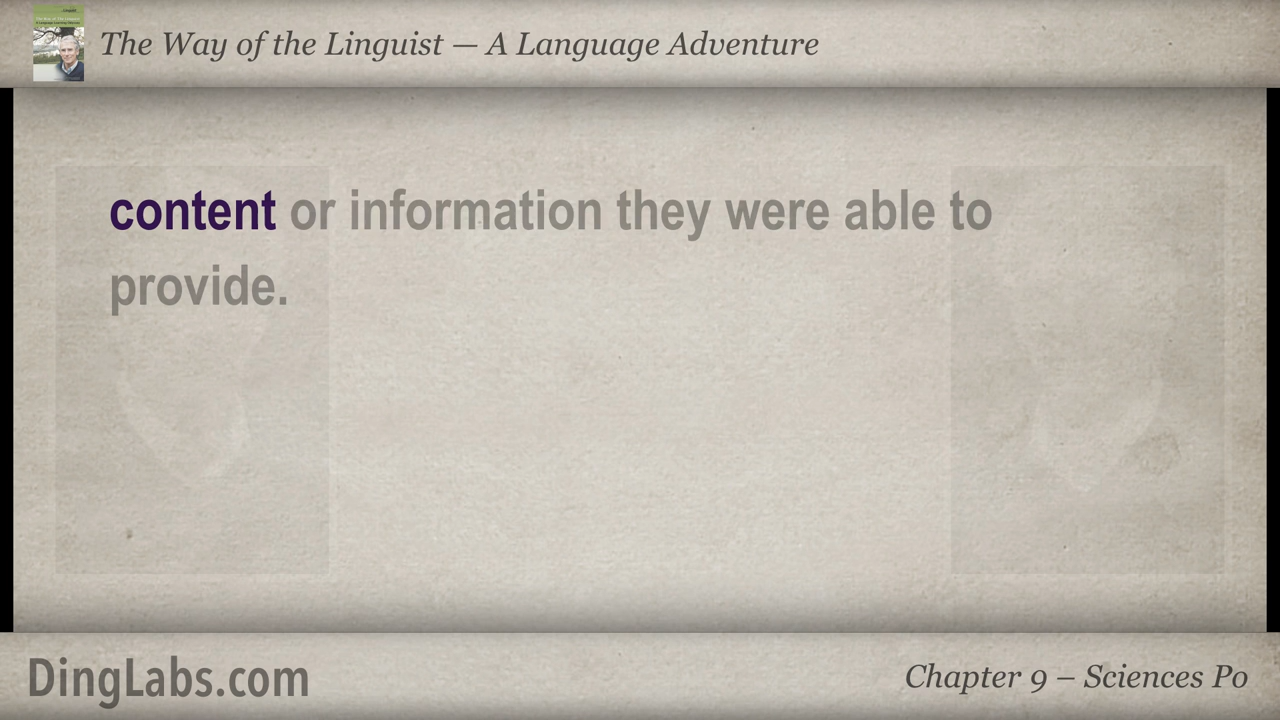 The Way of the Linguist — A Language Adventure
content or information they were able to
provide.
DingLabs.com
Chapter 9 – Sciences Po